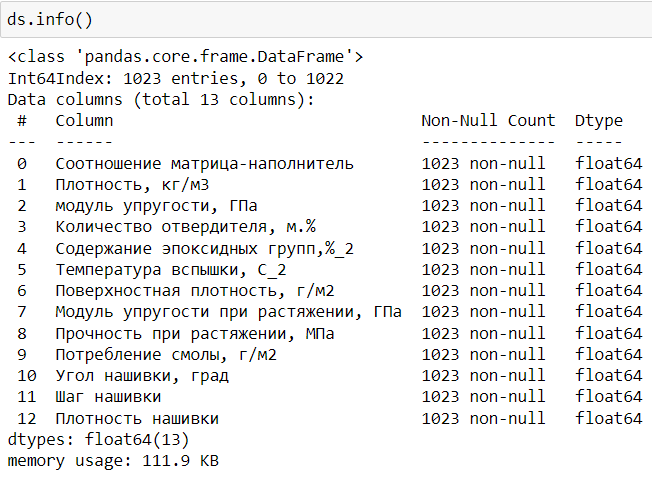 ds.info()
<class 'pandas.core.frame.DataFrame'>
Int64Index: 1023 entries, 0 to 1022
Data columns (total 13 columns):
 #   Column                                Non-Null Count  Dtype
---  ------                                --------------  -----
 0   Соотношение матрица-наполнитель       1023 non-null   float64
 1   Плотность, кг/м3                      1023 non-null   float64
 2   модуль упругости, ГПа                 1023 non-null   float64
 3   Количество отвердителя, м.%           1023 non-null   float64
 4   Содержание эпоксидных групп,%_2       1023 non-null   float64
 5   Температура вспышки, С_2              1023 non-null   float64
 6   Поверхностная плотность, г/м2         1023 non-null   float64
 7   Модуль упругости при растяжении, ГПа  1023 non-null   float64
 8   Прочность при растяжении, МПа         1023 non-null   float64
 9   Потребление смолы, г/м2               1023 non-null   float64
 10  Угол нашивки, град                    1023 non-null   float64
 11  Шаг нашивки                           1023 non-null   float64
 12  Плотность нашивки                     1023 non-null   float64
dtypes: float64(13)
memory usage: 111.9 KB